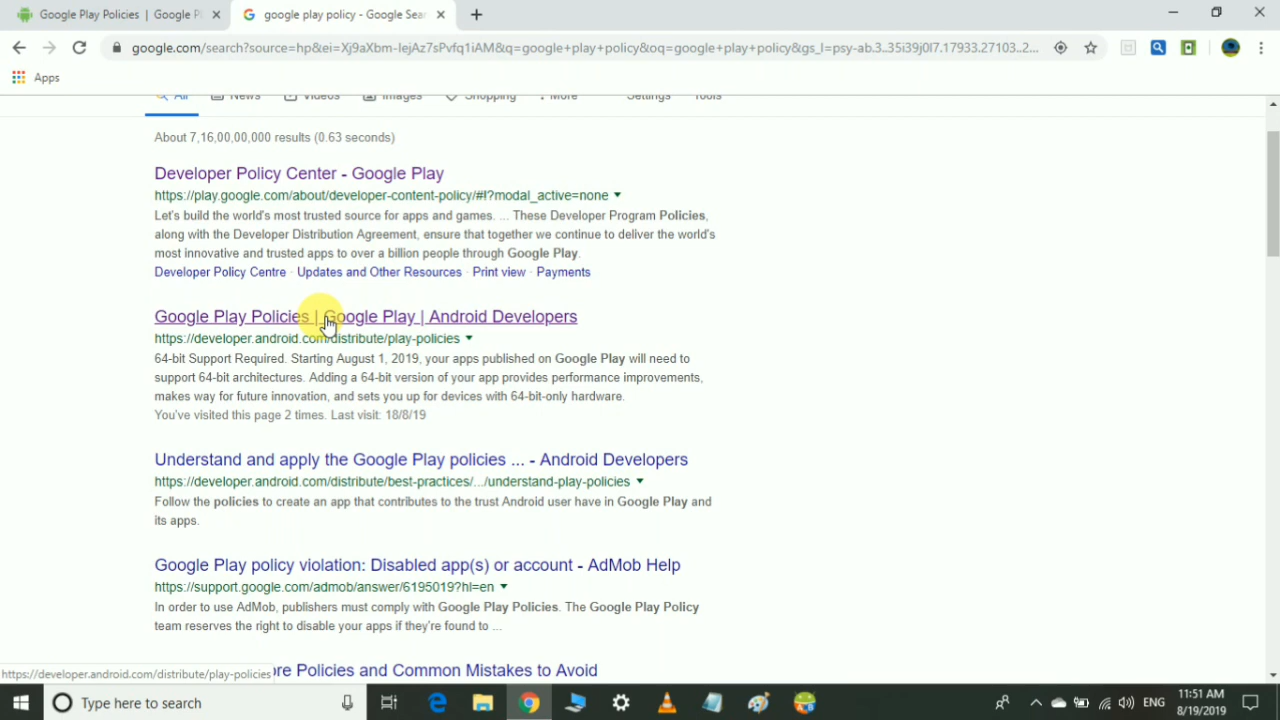 Google Play Policies | Google P
google play policy - Google Sear
google.com/search?source=hp&ei=Xj9aXbm-IejAz7sPvfq1iAM&q=google+play+policy&oq=google+play+policy&gs_l=psy-ab.3..35i39j0l7.17933.27103..2...
Apps
All News Videos Images Shopping More Settings Tools
About 7,16,00,00,000 results (0.63 seconds)
Developer Policy Center - Google Play
https://play.google.com/about/developer-content-policy/#!?modal_active=none
Let's build the world's most trusted source for apps and games. ... These Developer Program Policies,
along with the Developer Distribution Agreement, ensure that together we continue to deliver the world's
most innovative and trusted apps to over a billion people through Google Play.
Developer Policy Centre · Updates and Other Resources · Print view · Payments
Google Play Policies | Google Play | Android Developers
https://developer.android.com/distribute/play-policies
64-bit Support Required. Starting August 1, 2019, your apps published on Google Play will need to
support 64-bit architectures. Adding a 64-bit version of your app provides performance improvements,
makes way for future innovation, and sets you up for devices with 64-bit-only hardware.
You've visited this page 2 times. Last visit: 18/8/19
Understand and apply the Google Play policies ... - Android Developers
https://developer.android.com/distribute/best-practices/.../understand-play-policies
Follow the policies to create an app that contributes to the trust Android user have in Google Play and
its apps.
Google Play policy violation: Disabled app(s) or account - AdMob Help
https://support.google.com/admob/answer/6195019?hl=en
In order to use AdMob, publishers must comply with Google Play Policies. The Google Play Policy
team reserves the right to disable your apps if they're found to ...
Policies and Common Mistakes to Avoid
https://developer.android.com/distribute/play-policies
Type here to search
ENG
11:51 AM
8/19/2019